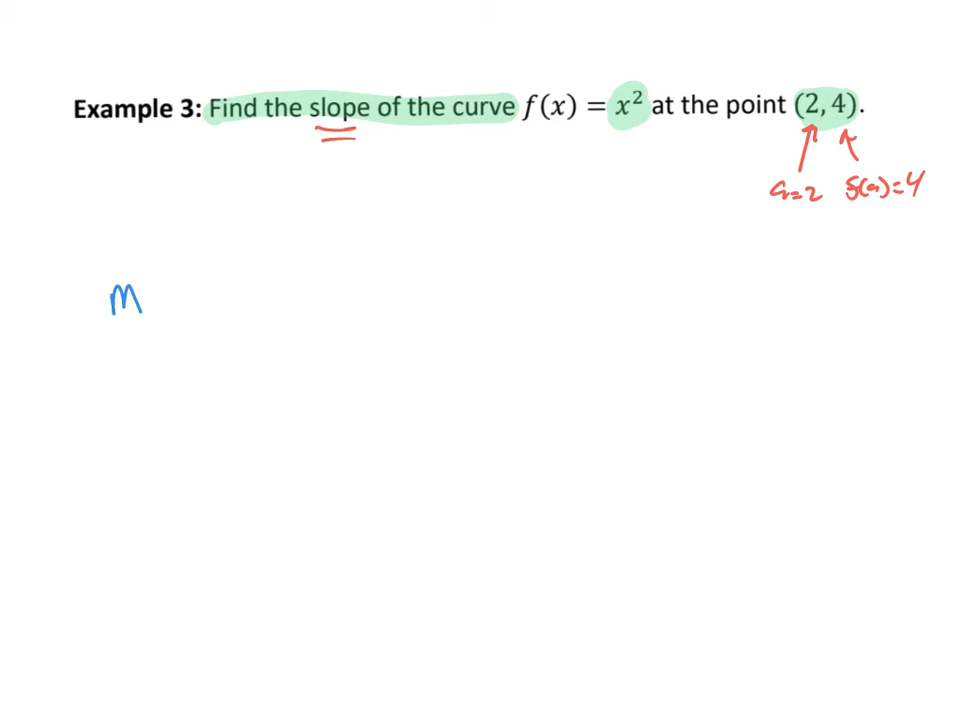 Example 3: Find the slope of the curve f(x) = x² at the point (2, 4).
a=2 f(a)=4
m